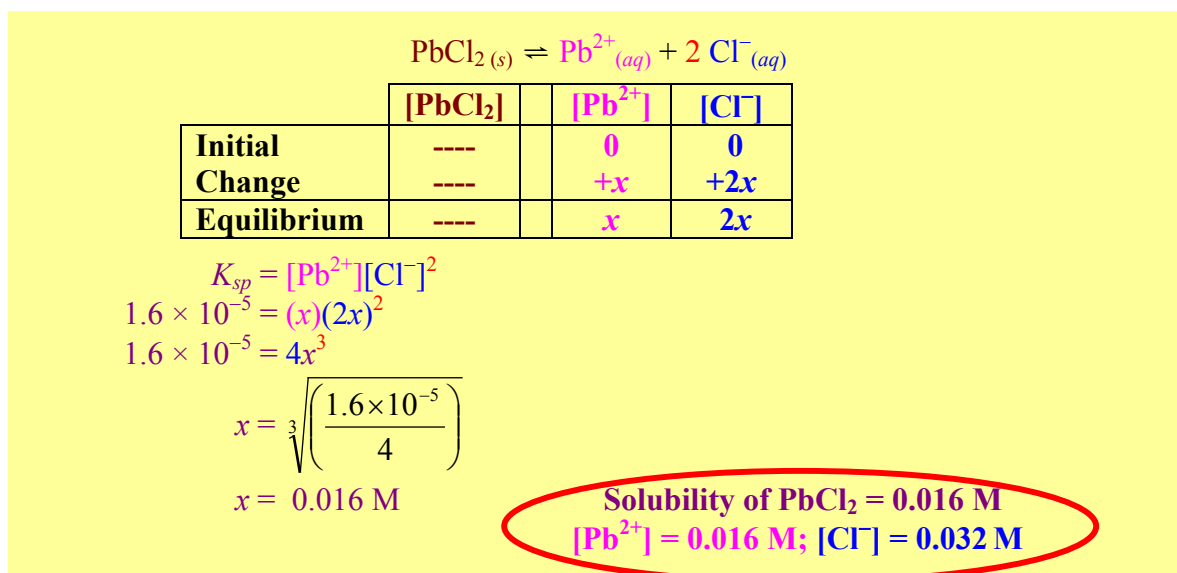 PbCl₂ (s) ⇌ Pb²⁺(aq) + 2 Cl⁻(aq)
[PbCl₂] [Pb²⁺] [Cl⁻]
Initial ---- 0 0
Change ---- +x +2x
Equilibrium ---- x 2x
Ksp = [Pb²⁺][Cl⁻]²
1.6 × 10⁻⁵ = (x)(2x)²
1.6 × 10⁻⁵ = 4x³
x = ∛(1.6×10⁻⁵ / 4)
x = 0.016 M
Solubility of PbCl₂ = 0.016 M
[Pb²⁺] = 0.016 M; [Cl⁻] = 0.032 M